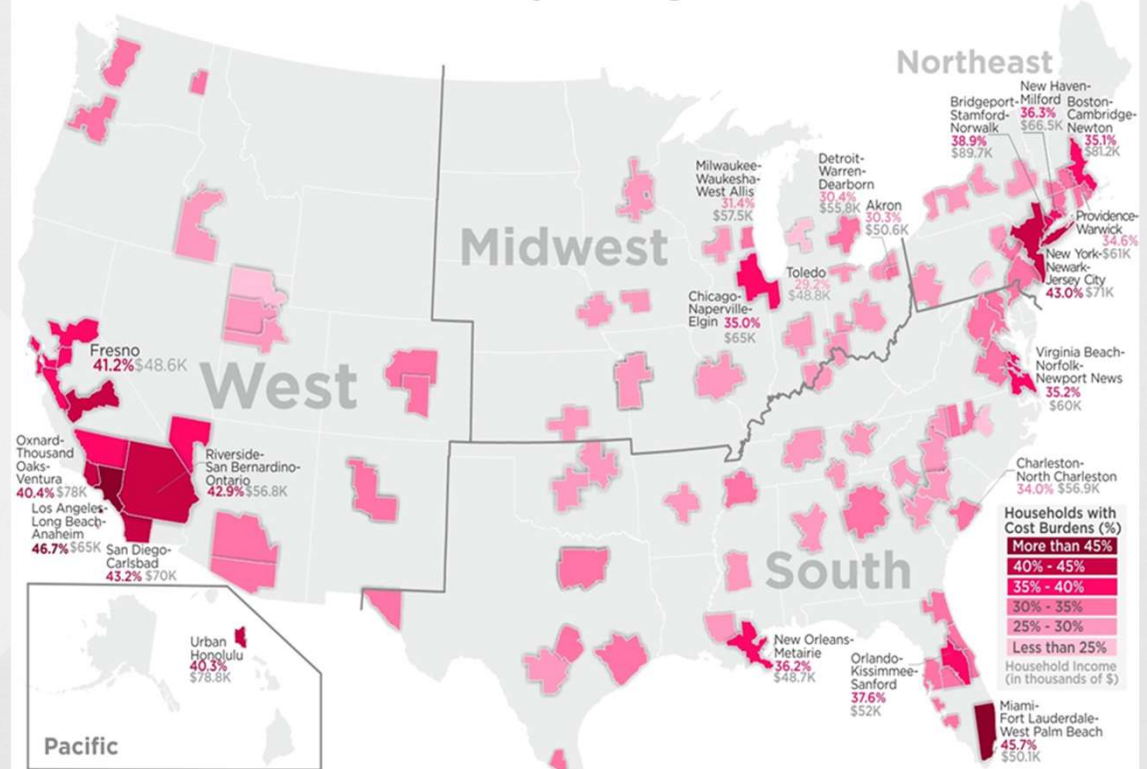 Northeast
New Haven-
Milford
36.3%
$66.5K
Bridgeport-
Stamford-
Norwalk
38.9%
$89.7K
Boston-
Cambridge-
Newton
35.1%
$81.2K
Milwaukee-
Waukesha-
West Allis
31.4%
$57.5K
Detroit-
Warren-
Dearborn
30.4%
$55.8K
Akron
30.3%
$50.6K
Providence-
Warwick
34.6%
$61K
New York-
Newark-
Jersey City
43.0% $71K
Midwest
Toledo
29.2%
$48.8K
Chicago-
Naperville-
Elgin 35.0%
$65K
Fresno
41.2% $48.6K
West
Virginia Beach-
Norfolk-
Newport News
35.2%
$60K
Oxnard-
Thousand
Oaks-
Ventura
40.4% $78K
Riverside-
San Bernardino-
Ontario
42.9% $56.8K
Los Angeles-
Long Beach-
Anaheim
46.7% $65K
San Diego-
Carlsbad
43.2% $70K
Charleston-
North Charleston
34.0% $56.9K
South
Households with
Cost Burdens (%)
More than 45%
40% - 45%
35% - 40%
30% - 35%
25% - 30%
Less than 25%
Household Income
(in thousands of $)
Urban
Honolulu
40.3%
$78.8K
Pacific
New Orleans-
Metairie
36.2%
$48.7K
Orlando-
Kissimmee-
Sanford
37.6%
$52K
Miami-
Fort Lauderdale-
West Palm Beach
45.7%
$50.1K